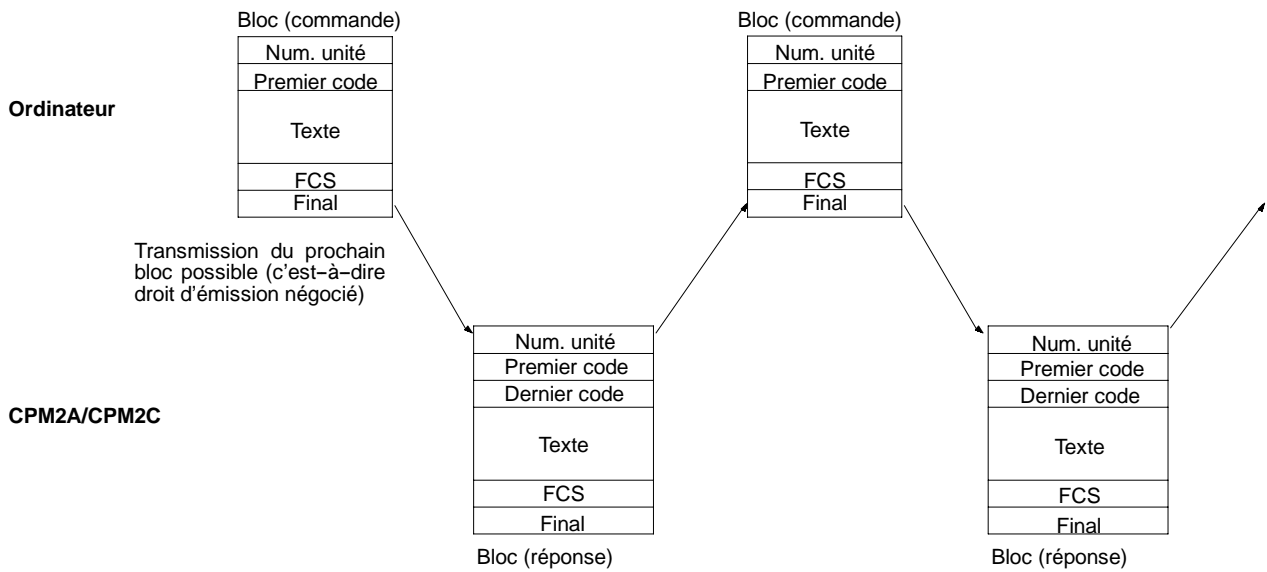 Bloc (commande)
Num. unité
Premier code
Texte
FCS
Final
Bloc (commande)
Num. unité
Premier code
Texte
FCS
Final
Ordinateur
Transmission du prochain
bloc possible (c'est–à–dire
droit d'émission négocié)
CPM2A/CPM2C
Num. unité
Premier code
Dernier code
Texte
FCS
Final
Bloc (réponse)
Num. unité
Premier code
Dernier code
Texte
FCS
Final
Bloc (réponse)